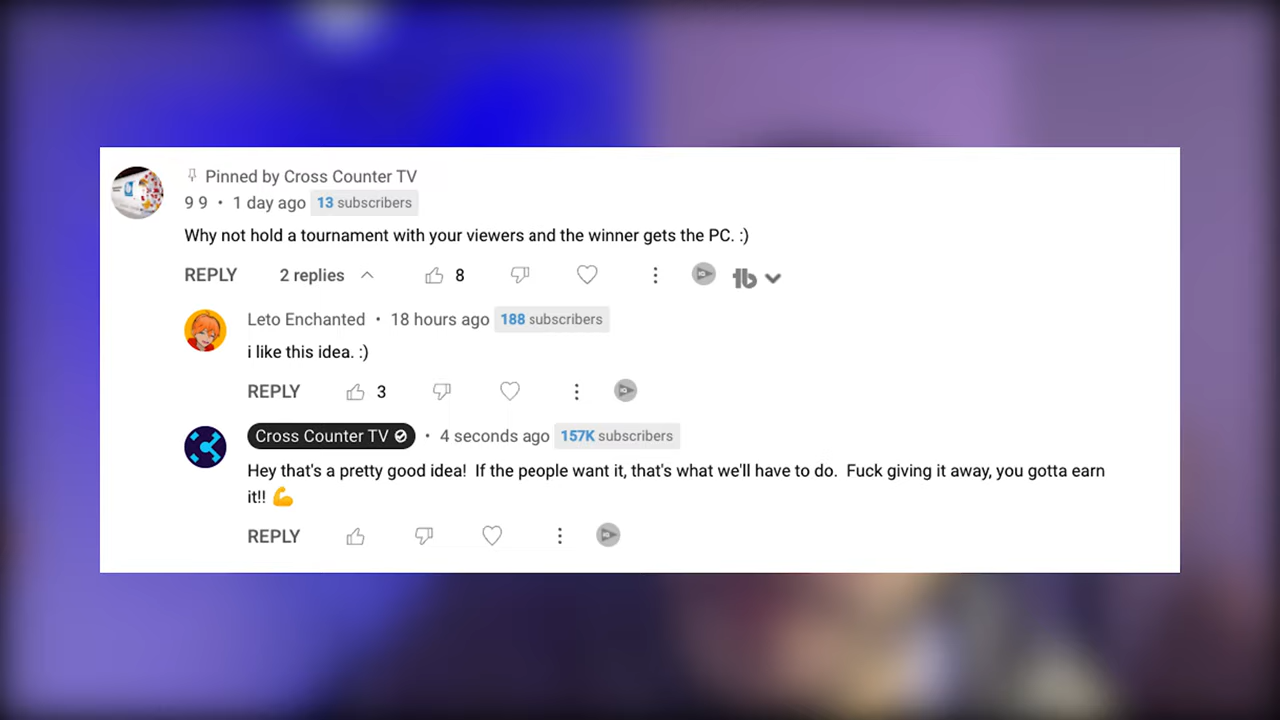 Pinned by Cross Counter TV
9 9 • 1 day ago 13 subscribers
Why not hold a tournament with your viewers and the winner gets the PC. :)
REPLY 2 replies 8
Leto Enchanted • 18 hours ago 188 subscribers
i like this idea. :)
REPLY 3
Cross Counter TV • 4 seconds ago 157K subscribers
Hey that's a pretty good idea!  If the people want it, that's what we'll have to do.  Fuck giving it away, you gotta earn
it!! 💪
REPLY